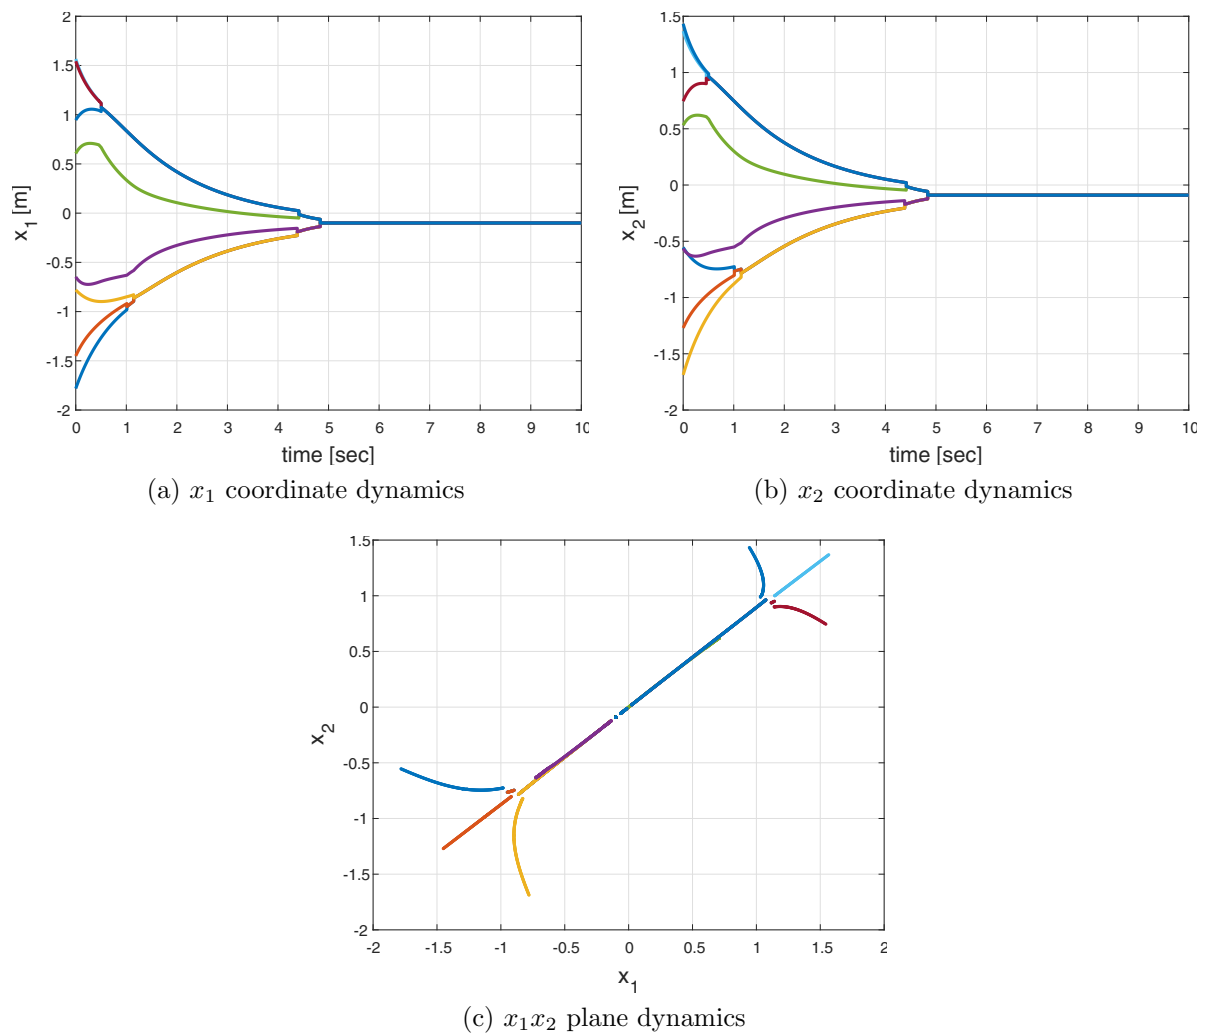 2
1.5
1
0.5
0
-0.5
-1
-1.5
-2
x1 [m]
0 1 2 3 4 5 6 7 8 9 10
time [sec]
(a) x1 coordinate dynamics
1.5
1
0.5
0
-0.5
-1
-1.5
-2
x2 [m]
0 1 2 3 4 5 6 7 8 9 10
time [sec]
(b) x2 coordinate dynamics
1.5
1
0.5
0
-0.5
-1
-1.5
-2
x2
-2 -1.5 -1 -0.5 0 0.5 1 1.5 2
x1
(c) x1x2 plane dynamics